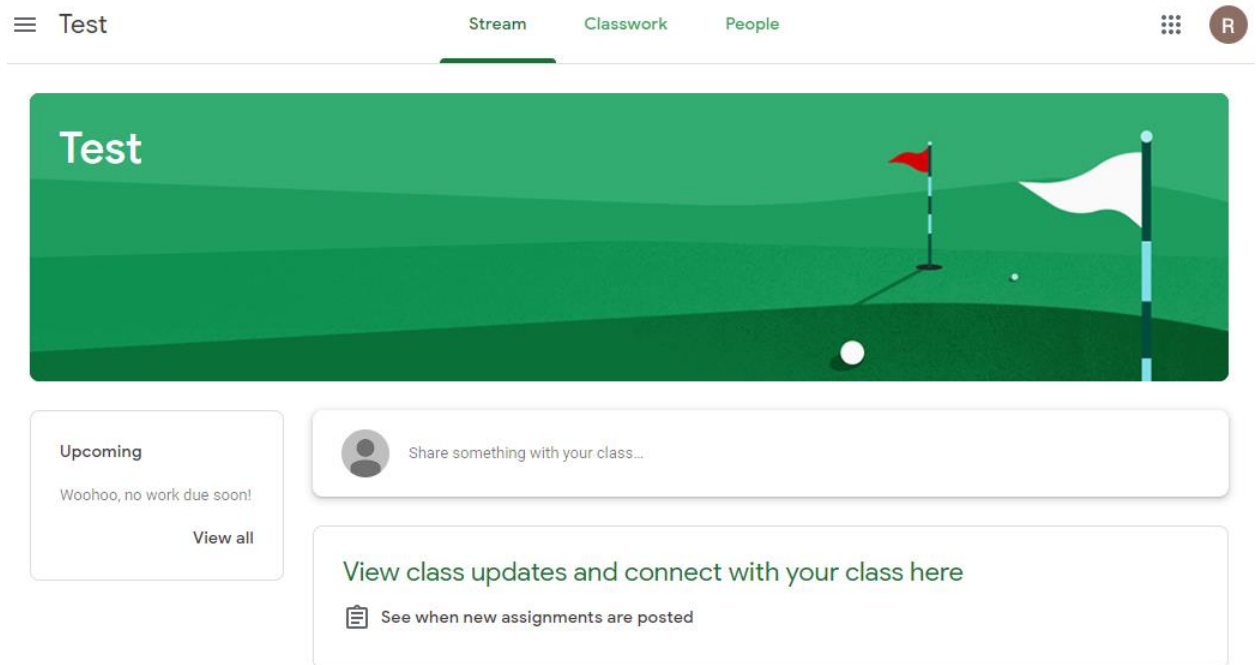 Test
Stream
Classwork
People
R
Test
Upcoming
Woohoo, no work due soon!
View all
Share something with your class...
View class updates and connect with your class here
See when new assignments are posted